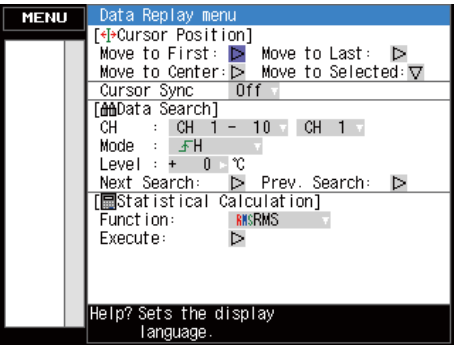 MENU
Data Replay menu
[Cursor Position]
Move to First: Move to Last:
Move to Center: Move to Selected:
Cursor Sync Off
[Data Search]
CH : CH 1 - 10 CH 1
Mode : H
Level : + 0 ℃
Next Search: Prev. Search:
[Statistical Calculation]
Function: RMS RMS
Execute:
Help? Sets the display
language.